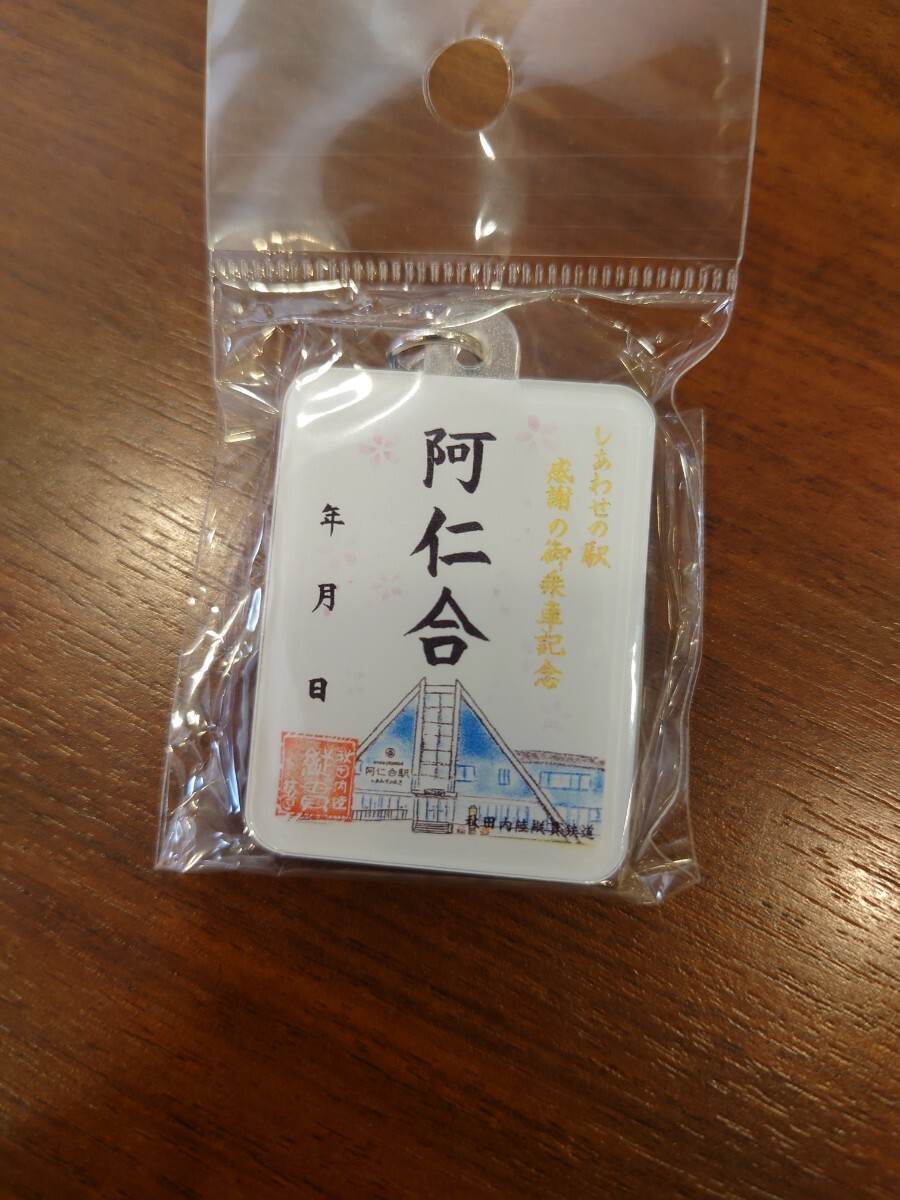 しあわせの駅
感謝の御乗車記念
阿仁合
年 月 日
阿仁合駅
秋田内陸縦貫鉄道